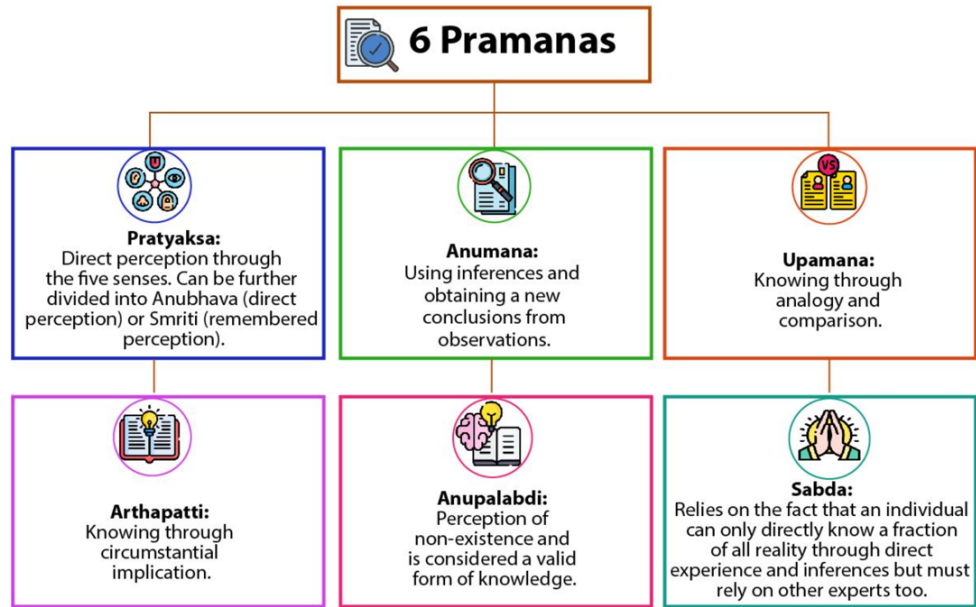 6 Pramanas
Pratyaksa:
Direct perception through
the five senses. Can be further
divided into Anubhava (direct
perception) or Smriti (remembered
perception).
Anumana:
Using inferences and
obtaining a new
conclusions from
observations.
VS
Upamana:
Knowing through
analogy and
comparison.
Arthapatti:
Knowing through
circumstantial
implication.
Anupalabdi:
Perception of
non-existence and
is considered a valid
form of knowledge.
Sabda:
Relies on the fact that an individual
can only directly know a fraction
of all reality through direct
experience and inferences but must
rely on other experts too.